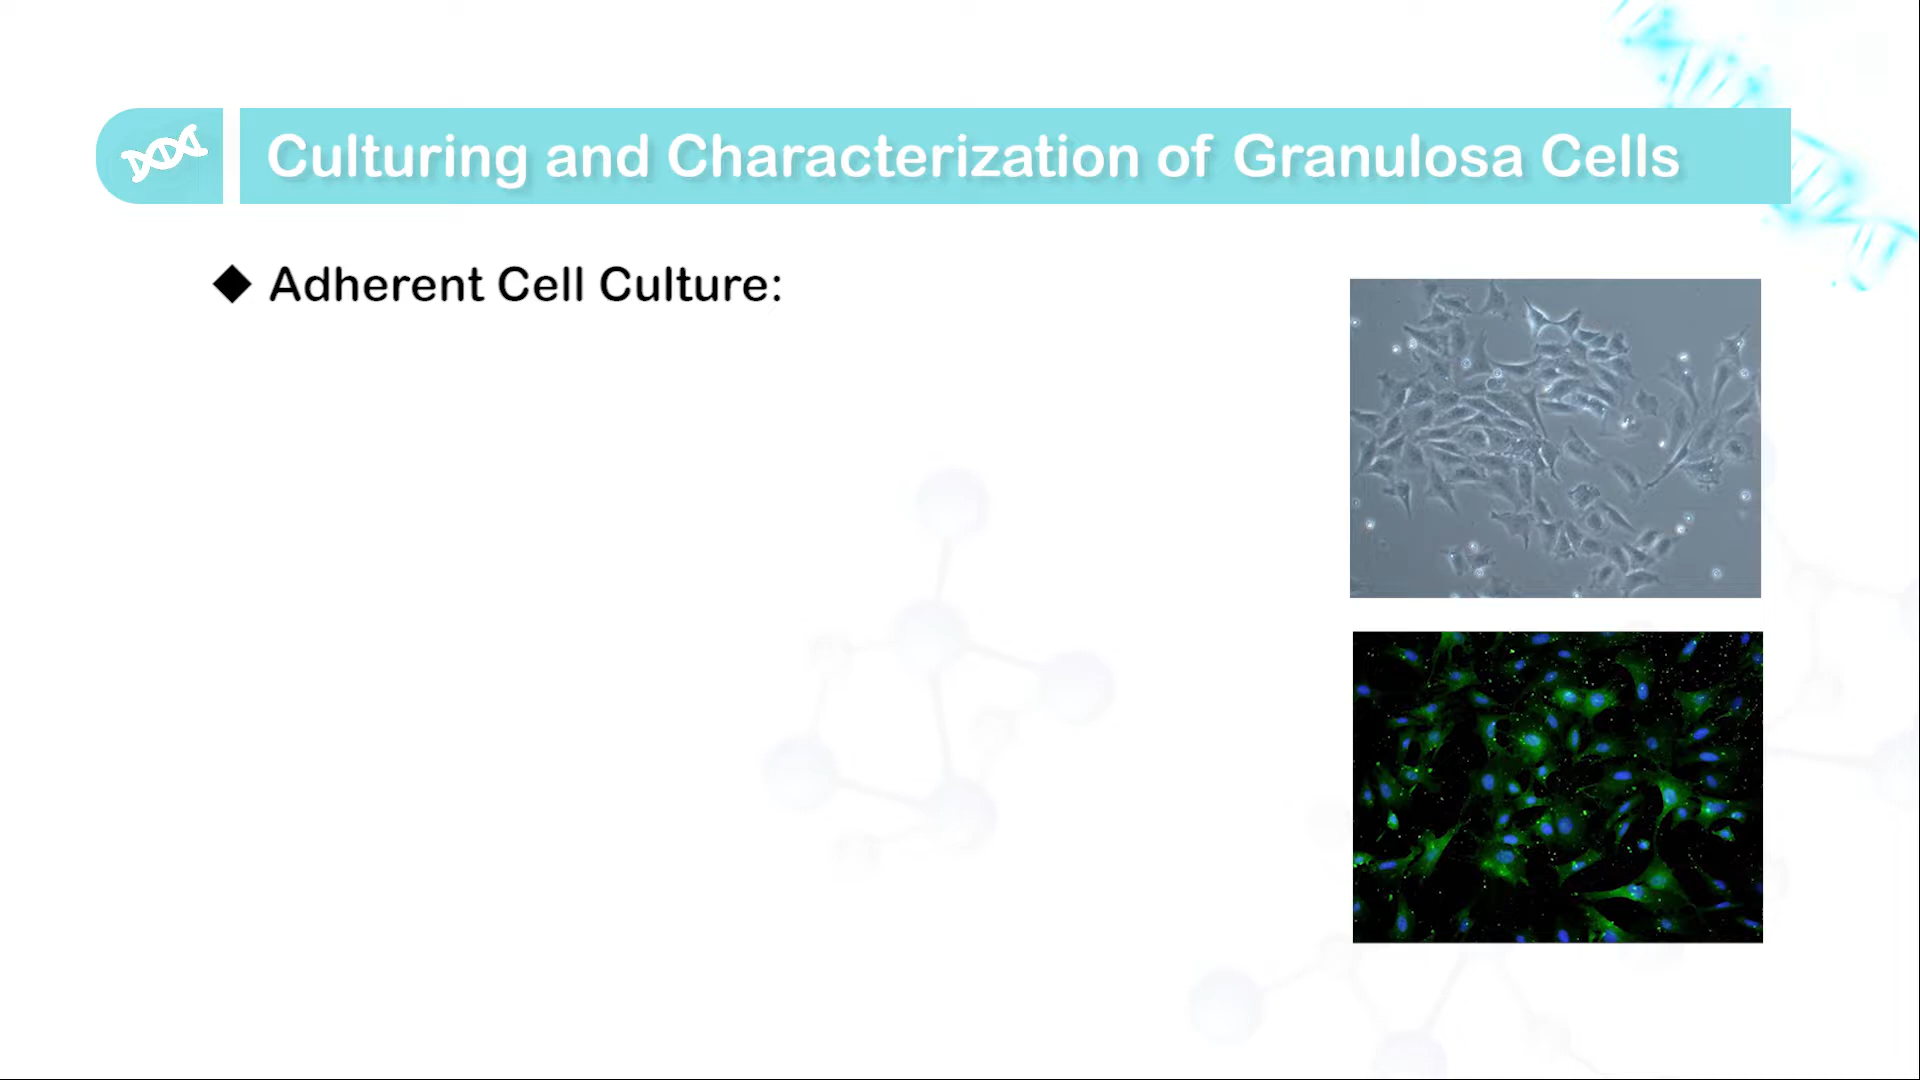 Culturing and Characterization of Granulosa Cells
◆ Adherent Cell Culture: